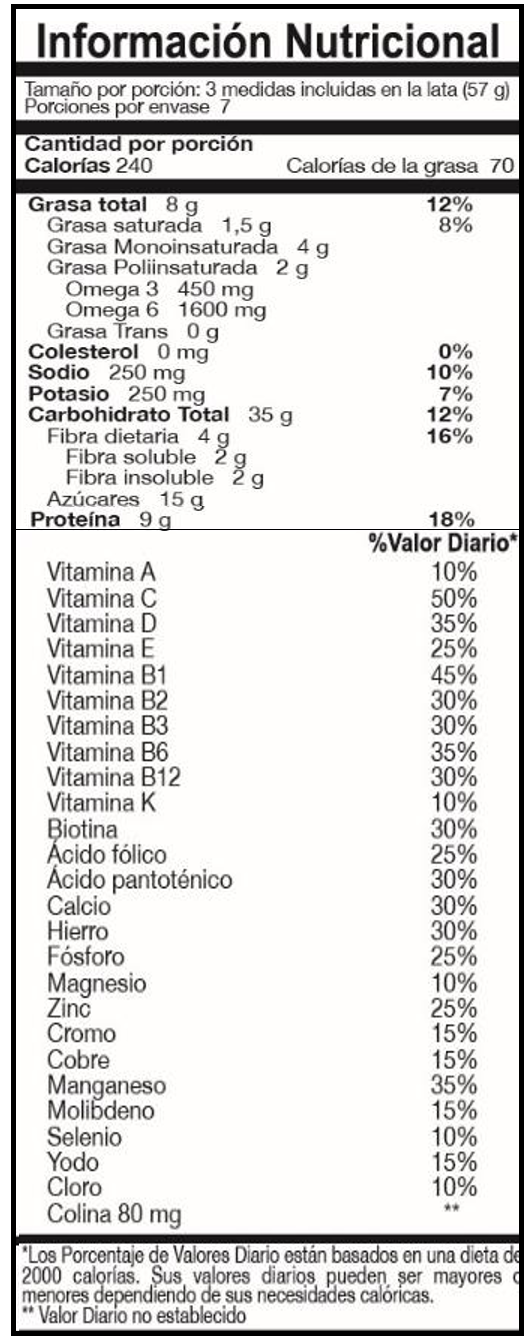 Información Nutricional
Tamaño por porción: 3 medidas incluidas en la lata (57 g)
Porciones por envase 7
Cantidad por porción
Calorías 240 Calorías de la grasa 70
Grasa total 8 g 12%
Grasa saturada 1,5 g 8%
Grasa Monoinsaturada 4 g
Grasa Poliinsaturada 2 g
Omega 3 450 mg
Omega 6 1600 mg
Grasa Trans 0 g
Colesterol 0 mg 0%
Sodio 250 mg 10%
Potasio 250 mg 7%
Carbohidrato Total 35 g 12%
Fibra dietaria 4 g 16%
Fibra soluble 2 g
Fibra insoluble 2 g
Azúcares 15 g
Proteína 9 g 18%
%Valor Diario*
Vitamina A 10%
Vitamina C 50%
Vitamina D 35%
Vitamina E 25%
Vitamina B1 45%
Vitamina B2 30%
Vitamina B3 30%
Vitamina B6 35%
Vitamina B12 30%
Vitamina K 10%
Biotina 30%
Ácido fólico 25%
Ácido pantoténico 30%
Calcio 30%
Hierro 30%
Fósforo 25%
Magnesio 10%
Zinc 25%
Cromo 15%
Cobre 15%
Manganeso 35%
Molibdeno 15%
Selenio 10%
Yodo 15%
Cloro 10%
Colina 80 mg **
*Los Porcentaje de Valores Diario están basados en una dieta de
2000 calorías. Sus valores diarios pueden ser mayores o
menores dependiendo de sus necesidades calóricas.
** Valor Diario no establecido